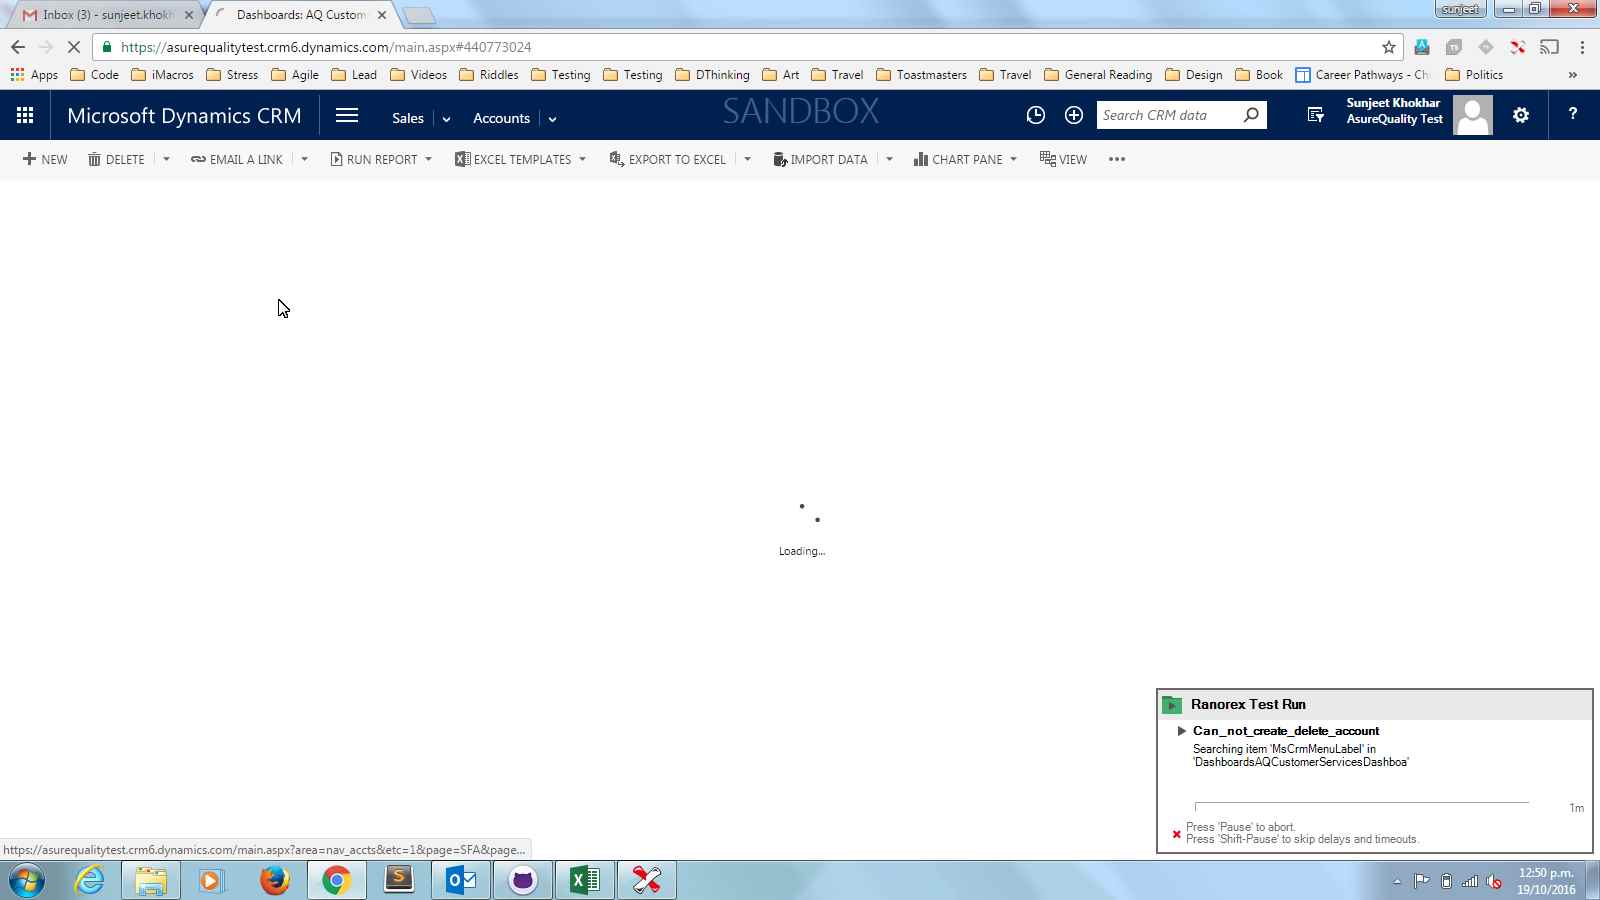 Inbox (3) - sunjeet.khokh
Dashboards: AQ Custom
sunjeet
https://asurequalitytest.crm6.dynamics.com/main.aspx#440773024
Apps Code iMacros Stress Agile Lead Videos Riddles Testing Testing DThinking Art Travel Toastmasters Travel General Reading Design Book Career Pathways - Ch Politics »
Microsoft Dynamics CRM Sales Accounts SANDBOX Search CRM data Sunjeet Khokhar ?
AsureQuality Test
NEW DELETE EMAIL A LINK RUN REPORT EXCEL TEMPLATES EXPORT TO EXCEL IMPORT DATA CHART PANE VIEW •••
Loading...
Ranorex Test Run
Can_not_create_delete_account
Searching item 'MsCrmMenuLabel' in
'DashboardsAQCustomerServicesDashboa'
1m
Press 'Pause' to abort.
Press 'Shift-Pause' to skip delays and timeouts.
https://asurequalitytest.crm6.dynamics.com/main.aspx?area=nav_accts&etc=1&page=SFA&page...
12:50 p.m.
19/10/2016